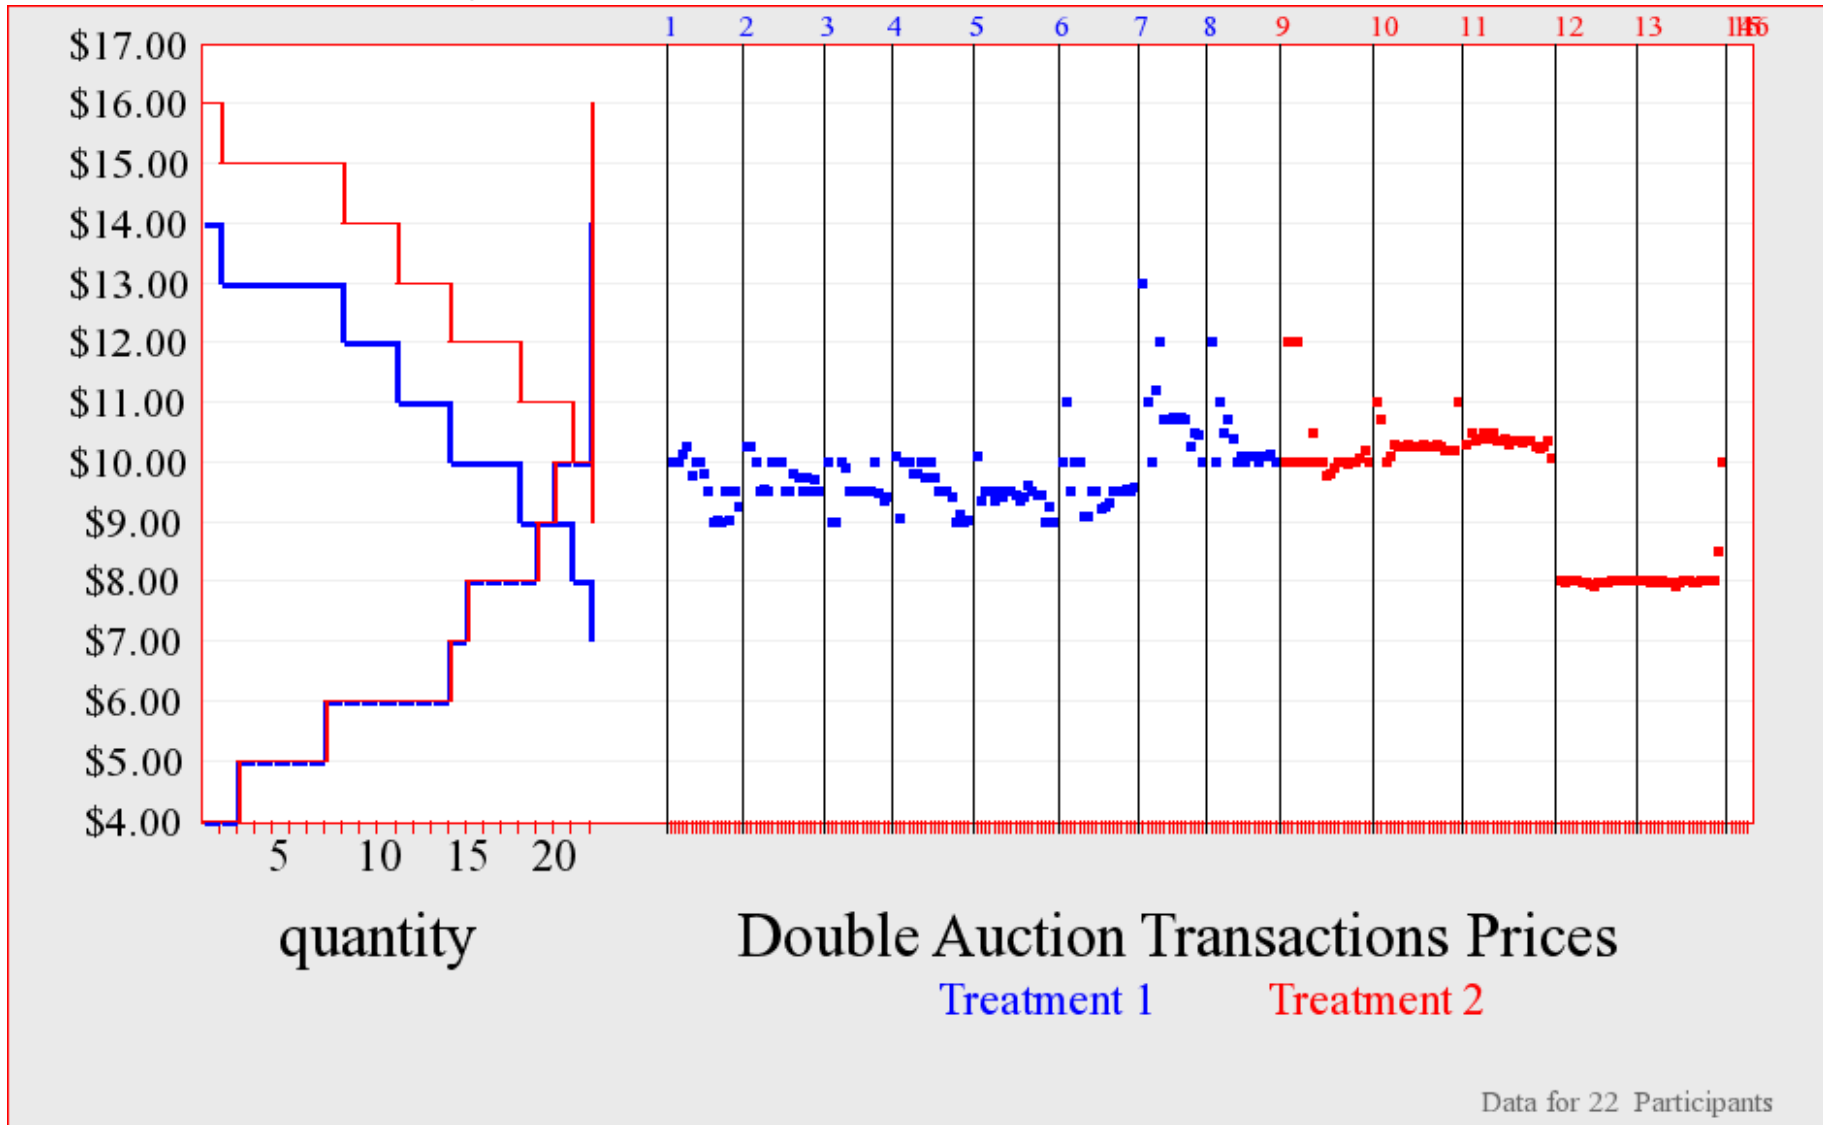 1 2 3 4 5 6 7 8 9 10 11 12 13
$17.00
$16.00
$15.00
$14.00
$13.00
$12.00
$11.00
$10.00
$9.00
$8.00
$7.00
$6.00
$5.00
$4.00
5 10 15 20
quantity Double Auction Transactions Prices
Treatment 1 Treatment 2
Data for 22 Participants